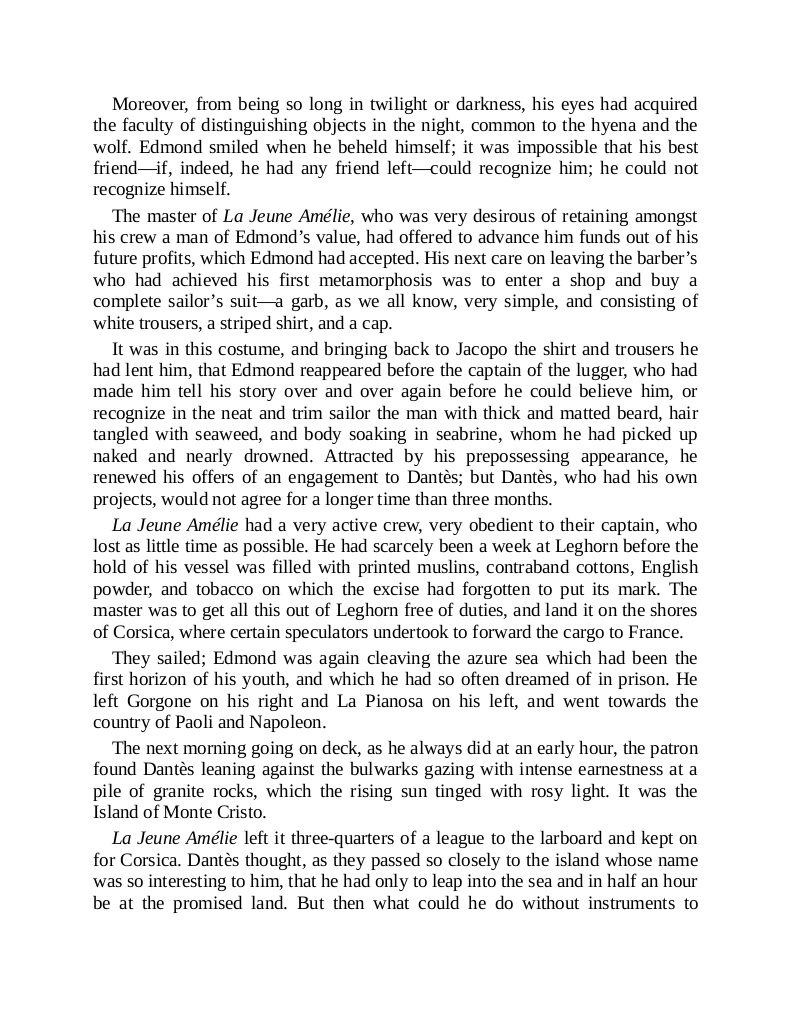 Moreover, from being so long in twilight or darkness, his eyes had acquired
the faculty of distinguishing objects in the night, common to the hyena and the
wolf. Edmond smiled when he beheld himself; it was impossible that his best
friend—if, indeed, he had any friend left—could recognize him; he could not
recognize himself.
The master of La Jeune Amélie, who was very desirous of retaining amongst
his crew a man of Edmond’s value, had offered to advance him funds out of his
future profits, which Edmond had accepted. His next care on leaving the barber’s
who had achieved his first metamorphosis was to enter a shop and buy a
complete sailor’s suit—a garb, as we all know, very simple, and consisting of
white trousers, a striped shirt, and a cap.
It was in this costume, and bringing back to Jacopo the shirt and trousers he
had lent him, that Edmond reappeared before the captain of the lugger, who had
made him tell his story over and over again before he could believe him, or
recognize in the neat and trim sailor the man with thick and matted beard, hair
tangled with seaweed, and body soaking in seabrine, whom he had picked up
naked and nearly drowned. Attracted by his prepossessing appearance, he
renewed his offers of an engagement to Dantès; but Dantès, who had his own
projects, would not agree for a longer time than three months.
La Jeune Amélie had a very active crew, very obedient to their captain, who
lost as little time as possible. He had scarcely been a week at Leghorn before the
hold of his vessel was filled with printed muslins, contraband cottons, English
powder, and tobacco on which the excise had forgotten to put its mark. The
master was to get all this out of Leghorn free of duties, and land it on the shores
of Corsica, where certain speculators undertook to forward the cargo to France.
They sailed; Edmond was again cleaving the azure sea which had been the
first horizon of his youth, and which he had so often dreamed of in prison. He
left Gorgone on his right and La Pianosa on his left, and went towards the
country of Paoli and Napoleon.
The next morning going on deck, as he always did at an early hour, the patron
found Dantès leaning against the bulwarks gazing with intense earnestness at a
pile of granite rocks, which the rising sun tinged with rosy light. It was the
Island of Monte Cristo.
La Jeune Amélie left it three-quarters of a league to the larboard and kept on
for Corsica. Dantès thought, as they passed so closely to the island whose name
was so interesting to him, that he had only to leap into the sea and in half an hour
be at the promised land. But then what could he do without instruments to